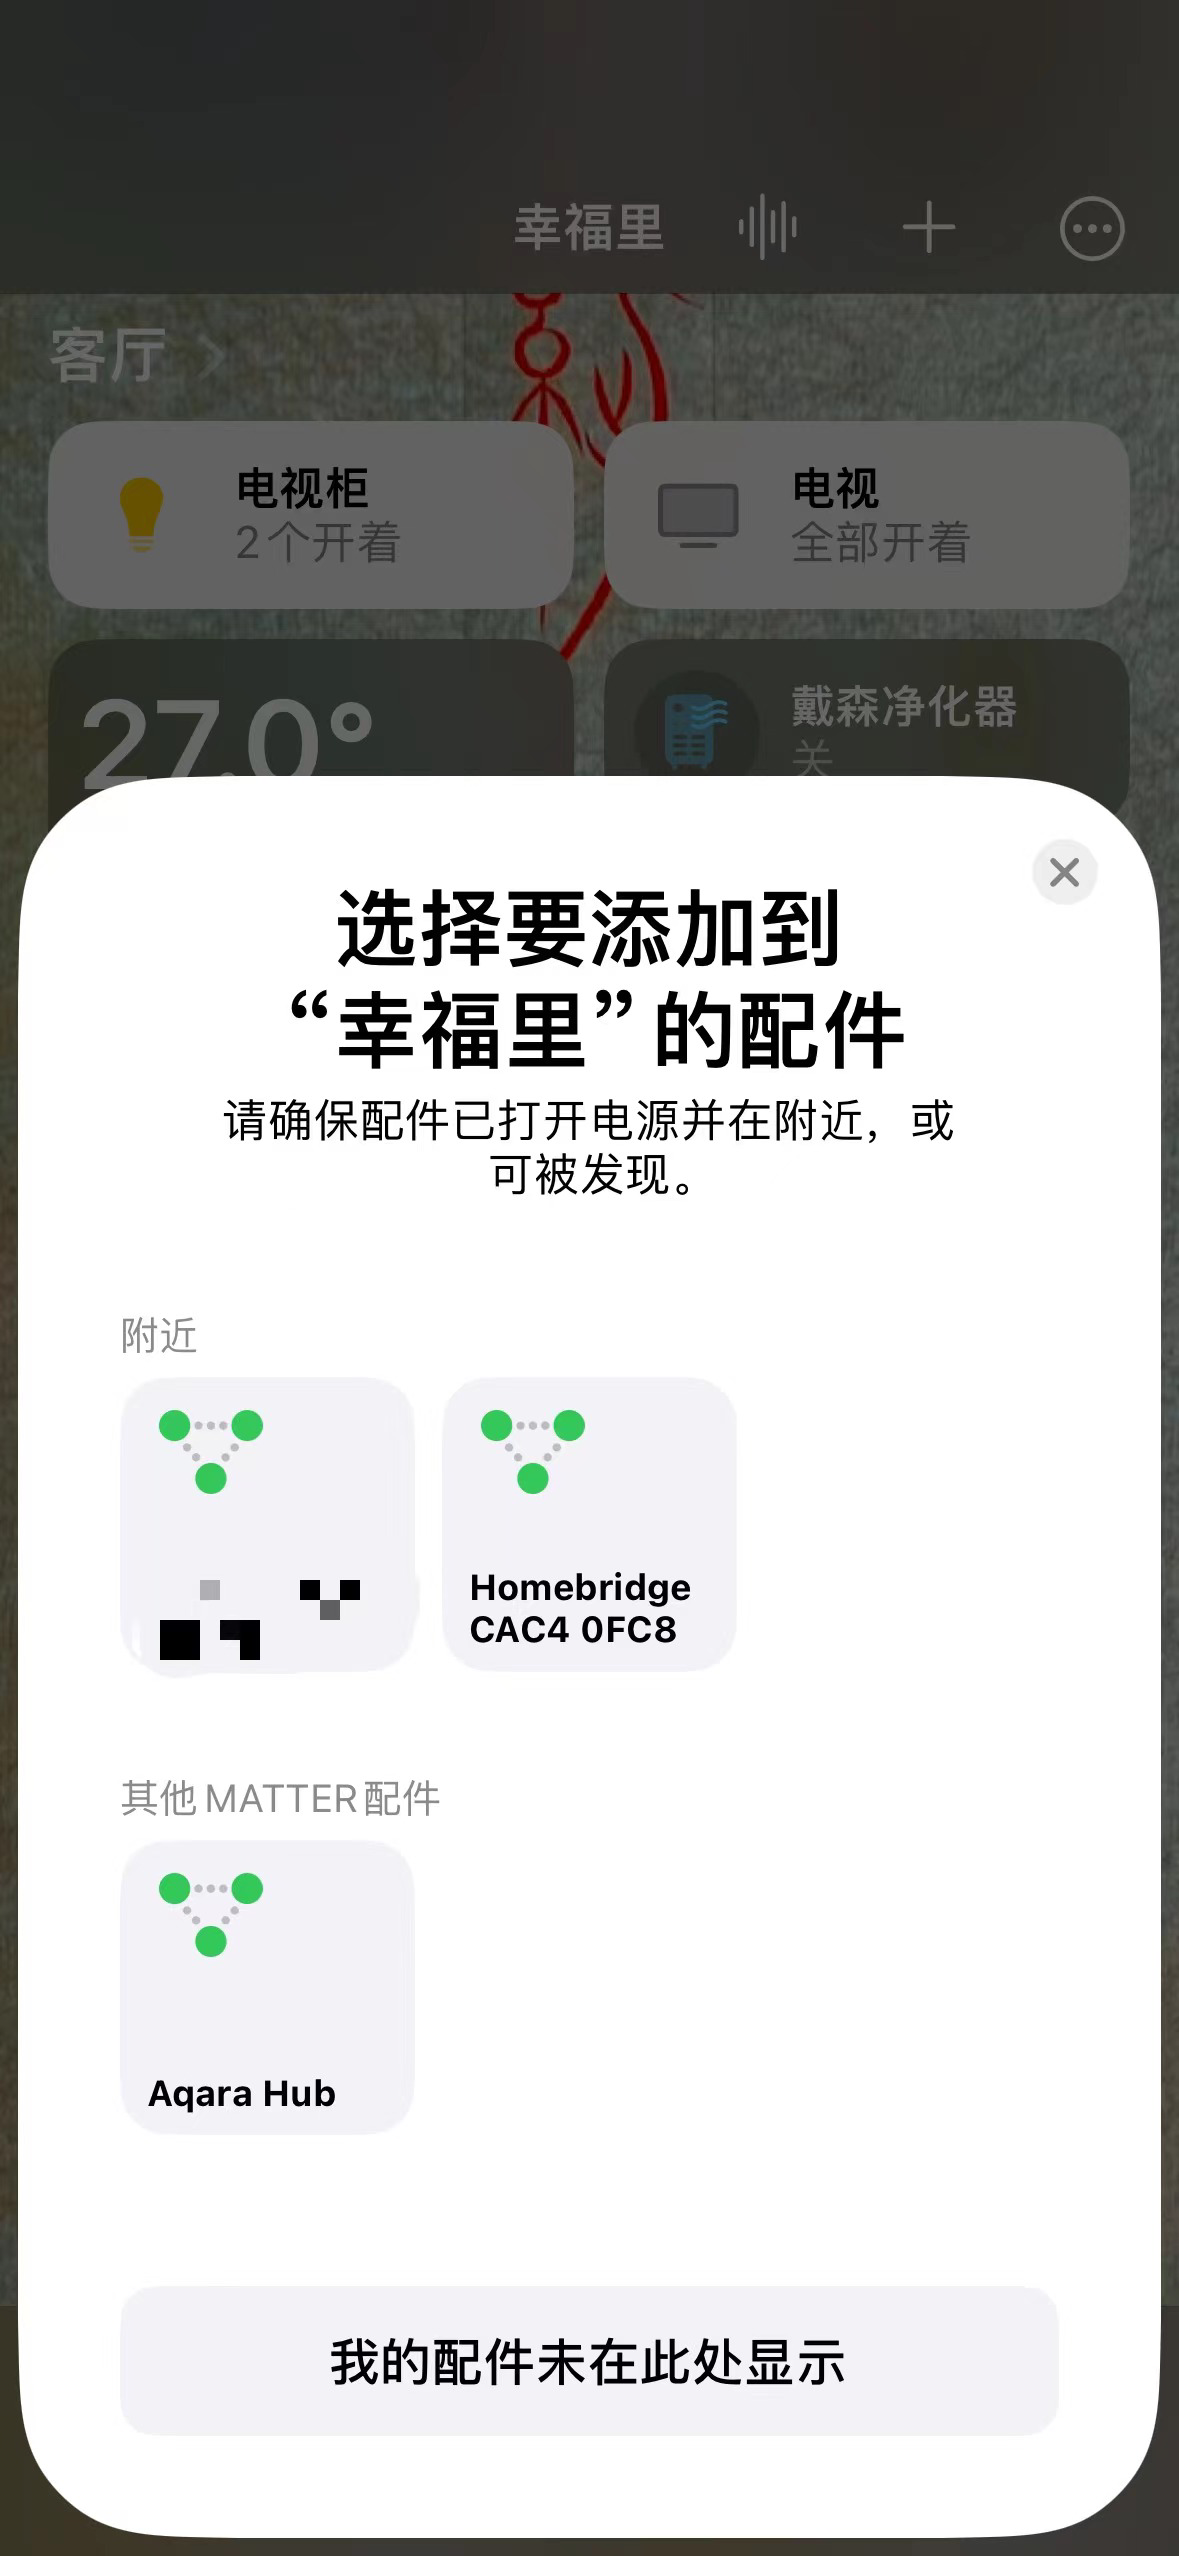 幸福里
客厅
电视柜
2个开着
电视
全部开着
27.0°
戴森净化器
关
选择要添加到
“幸福里”的配件
请确保配件已打开电源并在附近，或
可被发现。
附近
Homebridge
CAC4 0FC8
其他 MATTER 配件
Aqara Hub
我的配件未在此处显示